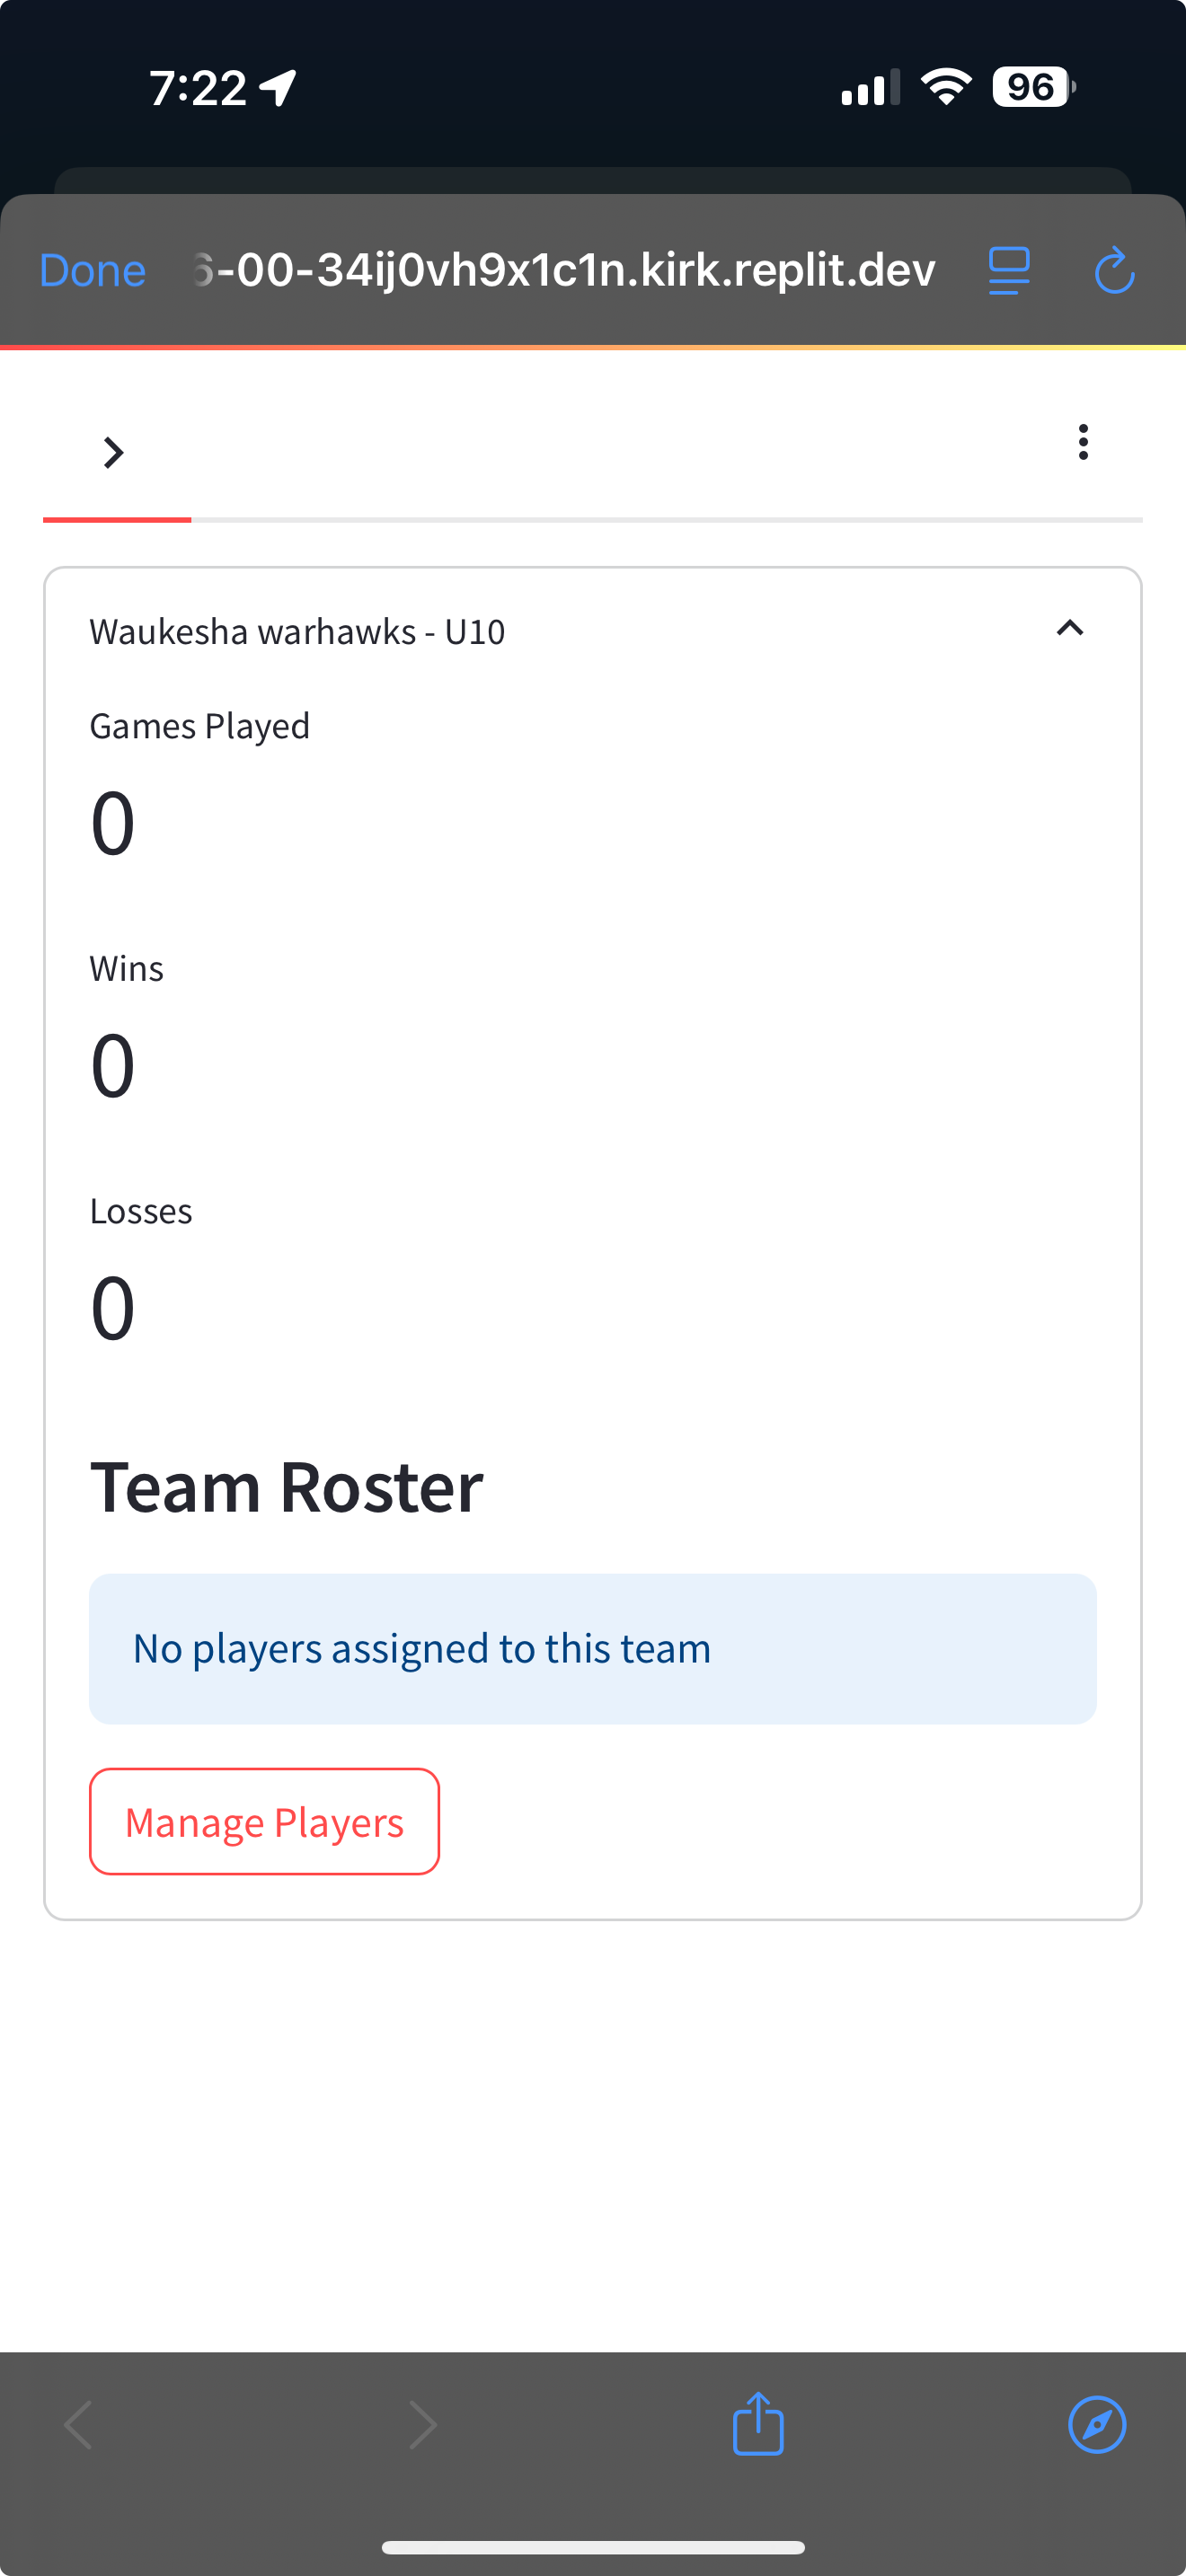 7:22
96
Done
-00-34ij0vh9x1c1n.kirk.replit.dev
Waukesha warhawks - U10
Games Played
0
Wins
0
Losses
0
Team Roster
No players assigned to this team
Manage Players